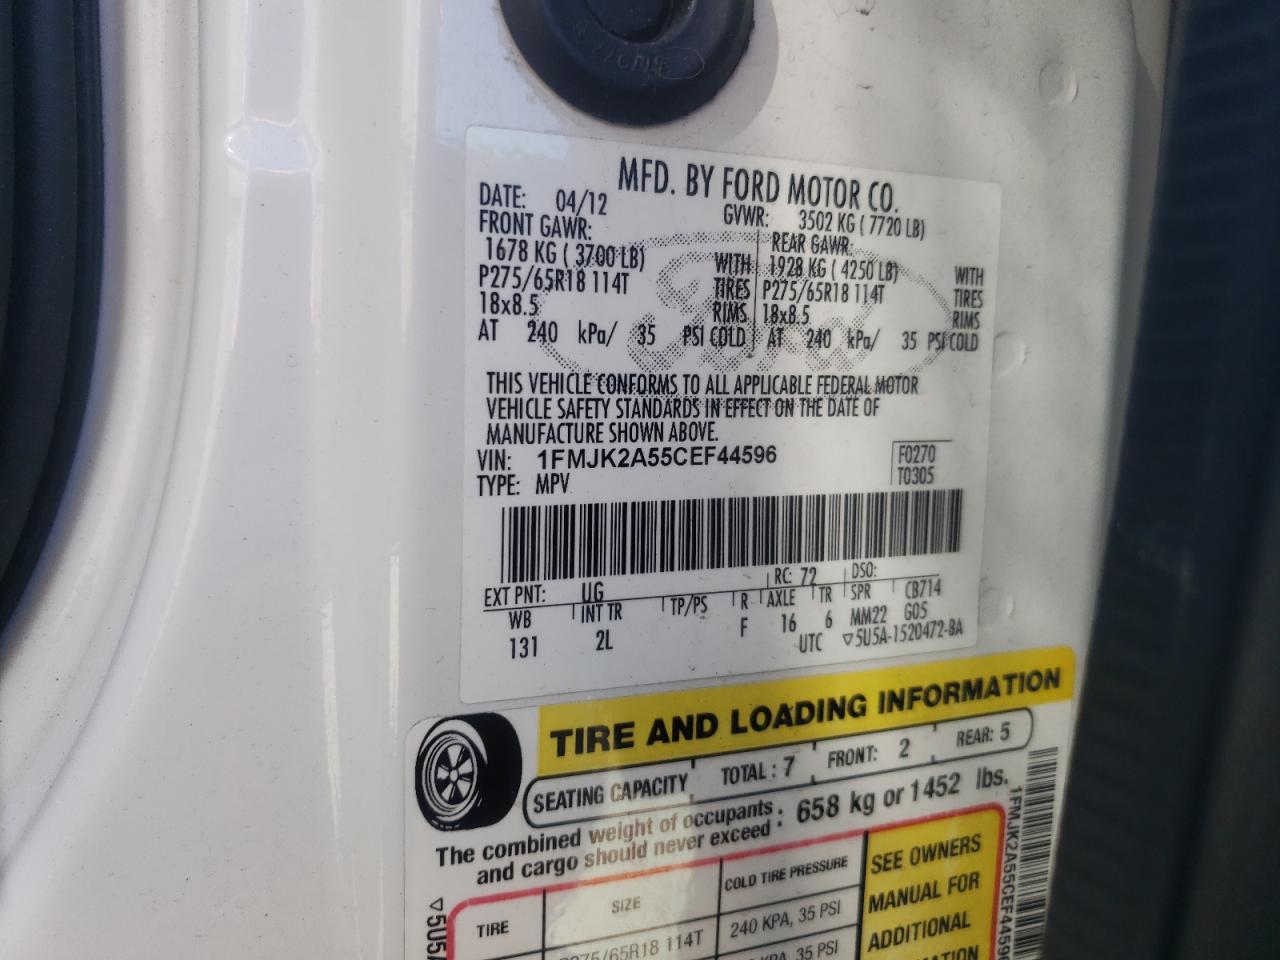 MFD. BY FORD MOTOR CO.
DATE: 04/12 GVWR: 3502 KG ( 7720 LB)
FRONT GAWR: REAR GAWR:
1678 KG ( 3700 LB) WITH 1928 KG ( 4250 LB) WITH
P275/65R18 114T TIRES P275/65R18 114T TIRES
18x8.5 RIMS 18x8.5 RIMS
AT 240 kPa/ 35 PSI COLD AT 240 kPa/ 35 PSI COLD
Ford
THIS VEHICLE CONFORMS TO ALL APPLICABLE FEDERAL MOTOR
VEHICLE SAFETY STANDARDS IN EFFECT ON THE DATE OF
MANUFACTURE SHOWN ABOVE.
VIN: 1FMJK2A55CEF44596 F0270
TYPE: MPV T0305
EXT PNT: UG RC: 72 DSO:
WB INT TR TP/PS R AXLE TR SPR CB714
131 2L F 16 6 MM22 G05
UTC ▽5U5A-1520472-BA
TIRE AND LOADING INFORMATION
SEATING CAPACITY TOTAL : 7 FRONT: 2 REAR: 5
The combined weight of occupants
and cargo should never exceed : 658 kg or 1452 lbs.
TIRE SIZE COLD TIRE PRESSURE SEE OWNERS
240 KPA, 35 PSI MANUAL FOR
P275/65R18 114T 35 PSI ADDITIONAL
1FMJK2A55CEF44596
▽5U5A